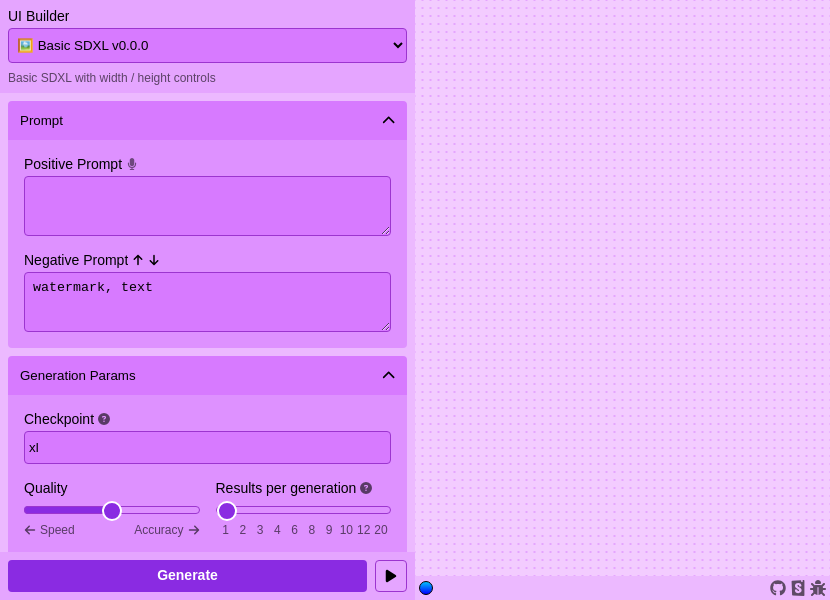 UI Builder
🖼️ Basic SDXL v0.0.0
Basic SDXL with width / height controls
Prompt
Positive Prompt
Negative Prompt ↑ ↓
watermark, text
Generation Params
Checkpoint ?
xl
Quality
Results per generation ?
← Speed Accuracy →
1 2 3 4 6 8 9 10 12 20
Generate